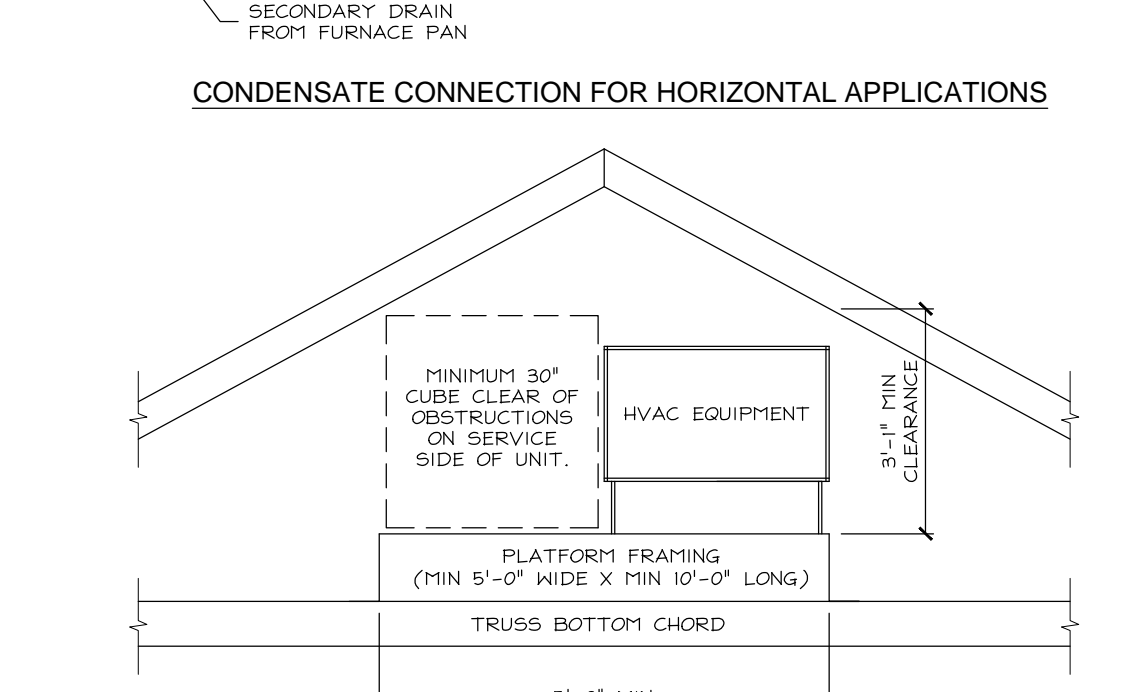 SECONDARY DRAIN
FROM FURNACE PAN
CONDENSATE CONNECTION FOR HORIZONTAL APPLICATIONS
MINIMUM 30"
CUBE CLEAR OF
OBSTRUCTIONS
ON SERVICE
SIDE OF UNIT.
HVAC EQUIPMENT
3'-1" MIN
CLEARANCE
PLATFORM FRAMING
(MIN 5'-0" WIDE X MIN 10'-0" LONG)
TRUSS BOTTOM CHORD